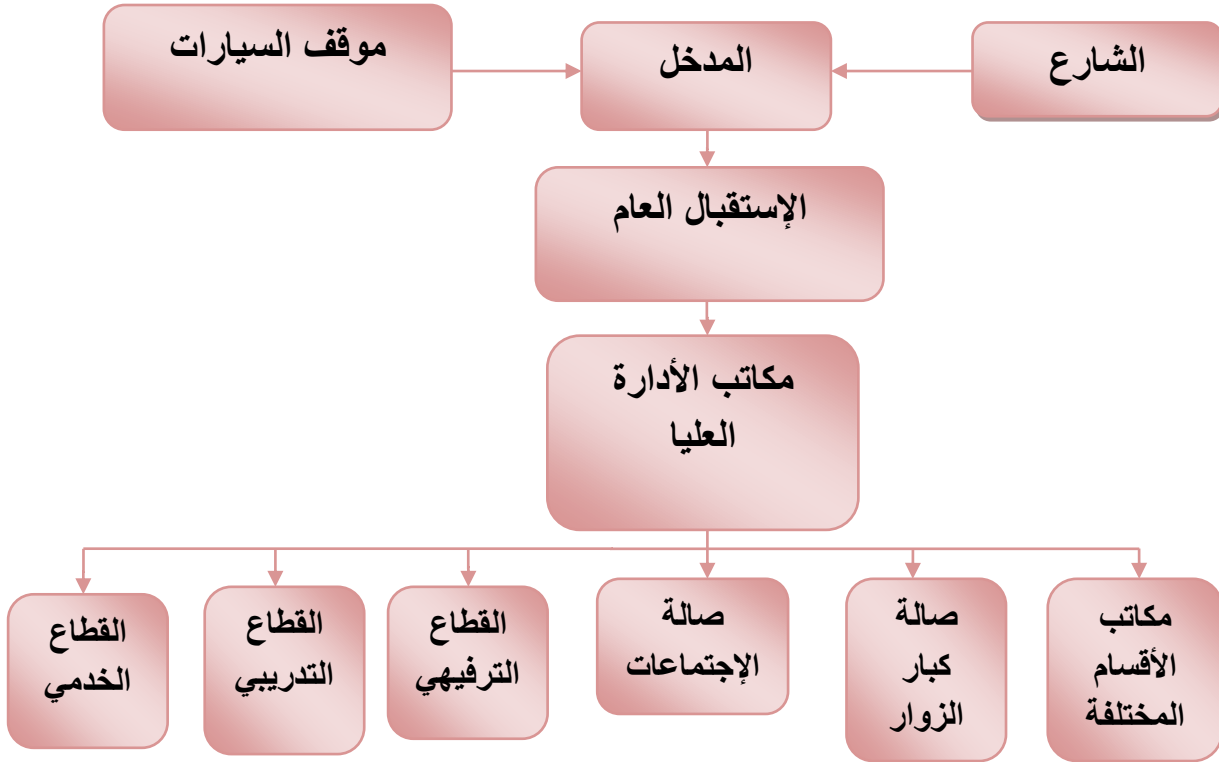 الشارع
المدخل
موقف السيارات
الإستقبال العام
مكاتب الأدارة
العليا
مكاتب
الأقسام
المختلفة
صالة
كبار
الزوار
صالة
الإجتماعات
القطاع
الترفيهي
القطاع
التدريبي
القطاع
الخدمي